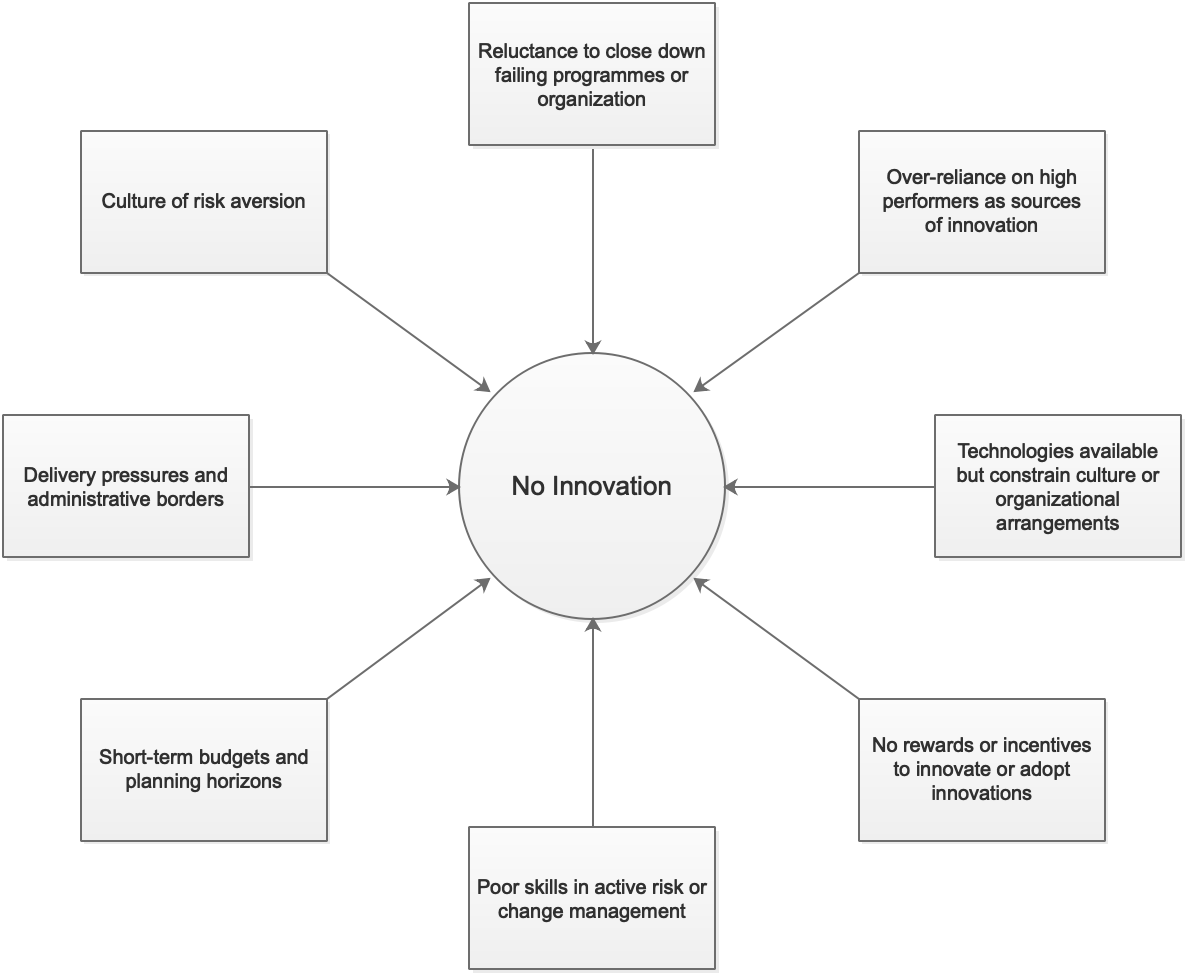 Reluctance to close down
failing programmes or
organization
Culture of risk aversion
Over-reliance on high
performers as sources
of innovation
Delivery pressures and
administrative borders
No Innovation
Technologies available
but constrain culture or
organizational
arrangements
Short-term budgets and
planning horizons
No rewards or incentives
to innovate or adopt
innovations
Poor skills in active risk or
change management